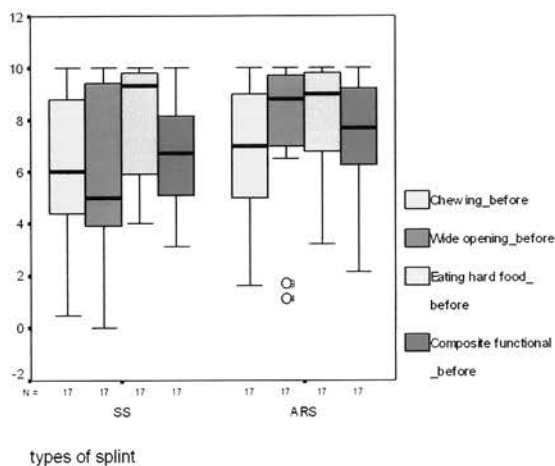 12
10
8
6
4
2
0
-2
N = 17 17 17 17 17 17 17 17
SS ARS
types of splint
Chewing_before
Wide opening_before
Eating hard food_
before
Composite functional
_before